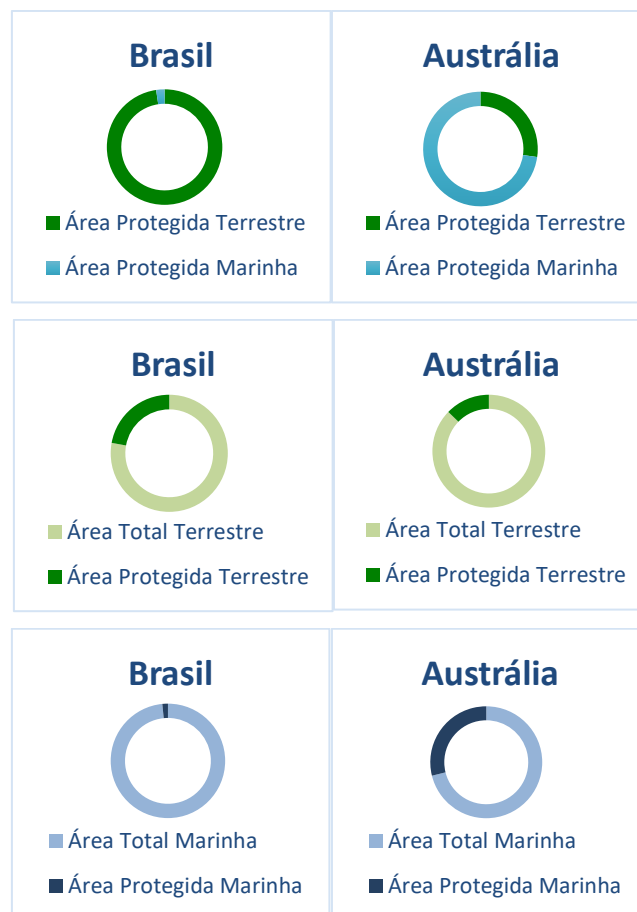 Brasil
Área Protegida Terrestre
Área Protegida Marinha
Austrália
Área Protegida Terrestre
Área Protegida Marinha
Brasil
Área Total Terrestre
Área Protegida Terrestre
Austrália
Área Total Terrestre
Área Protegida Terrestre
Brasil
Área Total Marinha
Área Protegida Marinha
Austrália
Área Total Marinha
Área Protegida Marinha